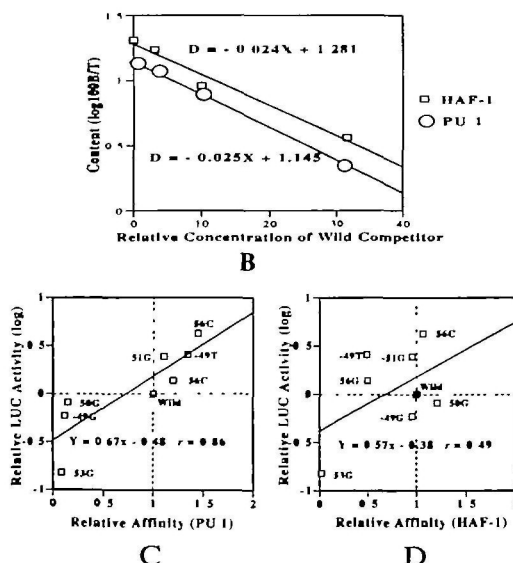 1.5
1
0.5
0
Content (log100B/T)
D = - 0.024X + 1.281
D = - 0.025X + 1.145
HAF-1
PU 1
0 10 20 30 40
Relative Concentration of Wild Competitor
B
Relative LUC Activity (log)
1
0.5
0
-0.5
-1
56C
51G
-49T
56C
50G
Wild
-49G
Y = 0.67x - 0.48 r = 0.86
53G
0 0.5 1 1.5 2
Relative Affinity (PU 1)
C
Relative LUC Activity (log)
1
0.5
0
-0.5
-1
56C
-49T
-51G
56G
Wild
50G
-49G
Y = 0.57x - 0.38 r = 0.49
53G
0 0.5 1 1.5 2
Relative Affinity (HAF-1)
D